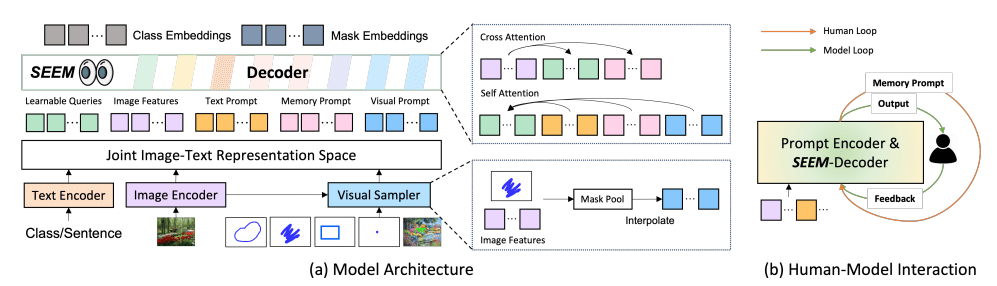 Class Embeddings
Mask Embeddings
SEEM
Decoder
Learnable Queries
Image Features
Text Prompt
Memory Prompt
Visual Prompt
Joint Image-Text Representation Space
Text Encoder
Image Encoder
Visual Sampler
Class/Sentence
Cross Attention
Self Attention
Image Features
Mask Pool
Interpolate
(a) Model Architecture
Human Loop
Model Loop
Memory Prompt
Output
Prompt Encoder &
SEEM-Decoder
Feedback
(b) Human-Model Interaction